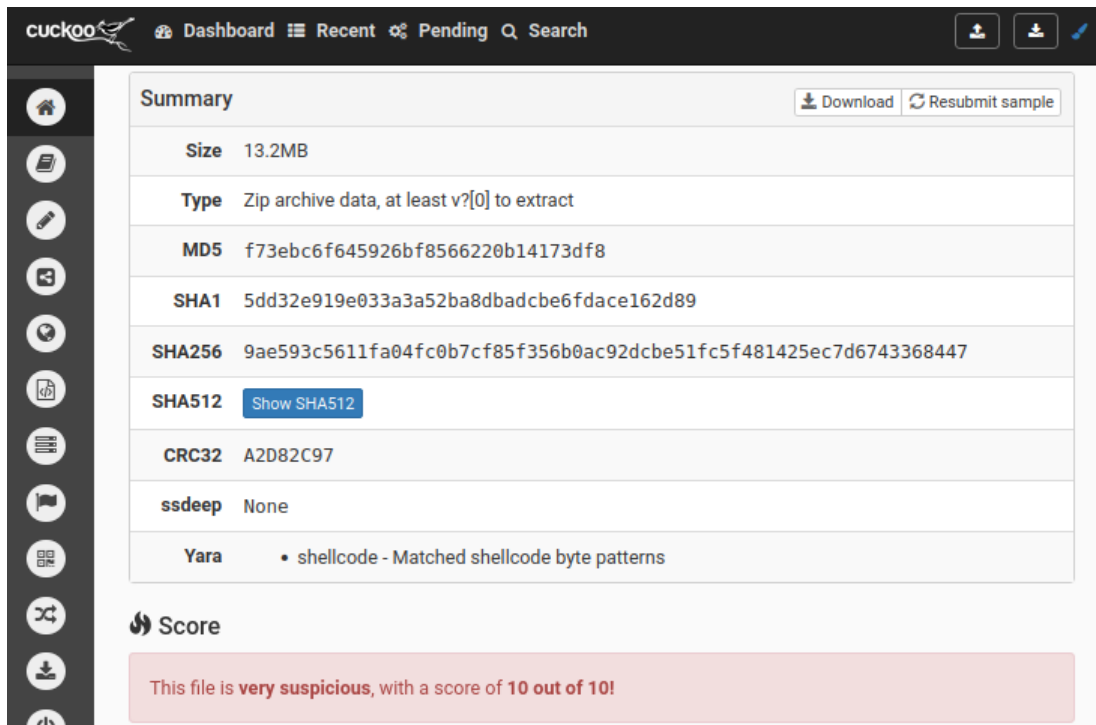 cuckoo Dashboard Recent Pending Search
Summary Download Resubmit sample
Size 13.2MB
Type Zip archive data, at least v?[0] to extract
MD5 f73ebc6f645926bf8566220b14173df8
SHA1 5dd32e919e033a3a52ba8dbadcbe6fdace162d89
SHA256 9ae593c5611fa04fc0b7cf85f356b0ac92dcbe51fc5f481425ec7d6743368447
SHA512 Show SHA512
CRC32 A2D82C97
ssdeep None
Yara • shellcode - Matched shellcode byte patterns
Score
This file is very suspicious, with a score of 10 out of 10!